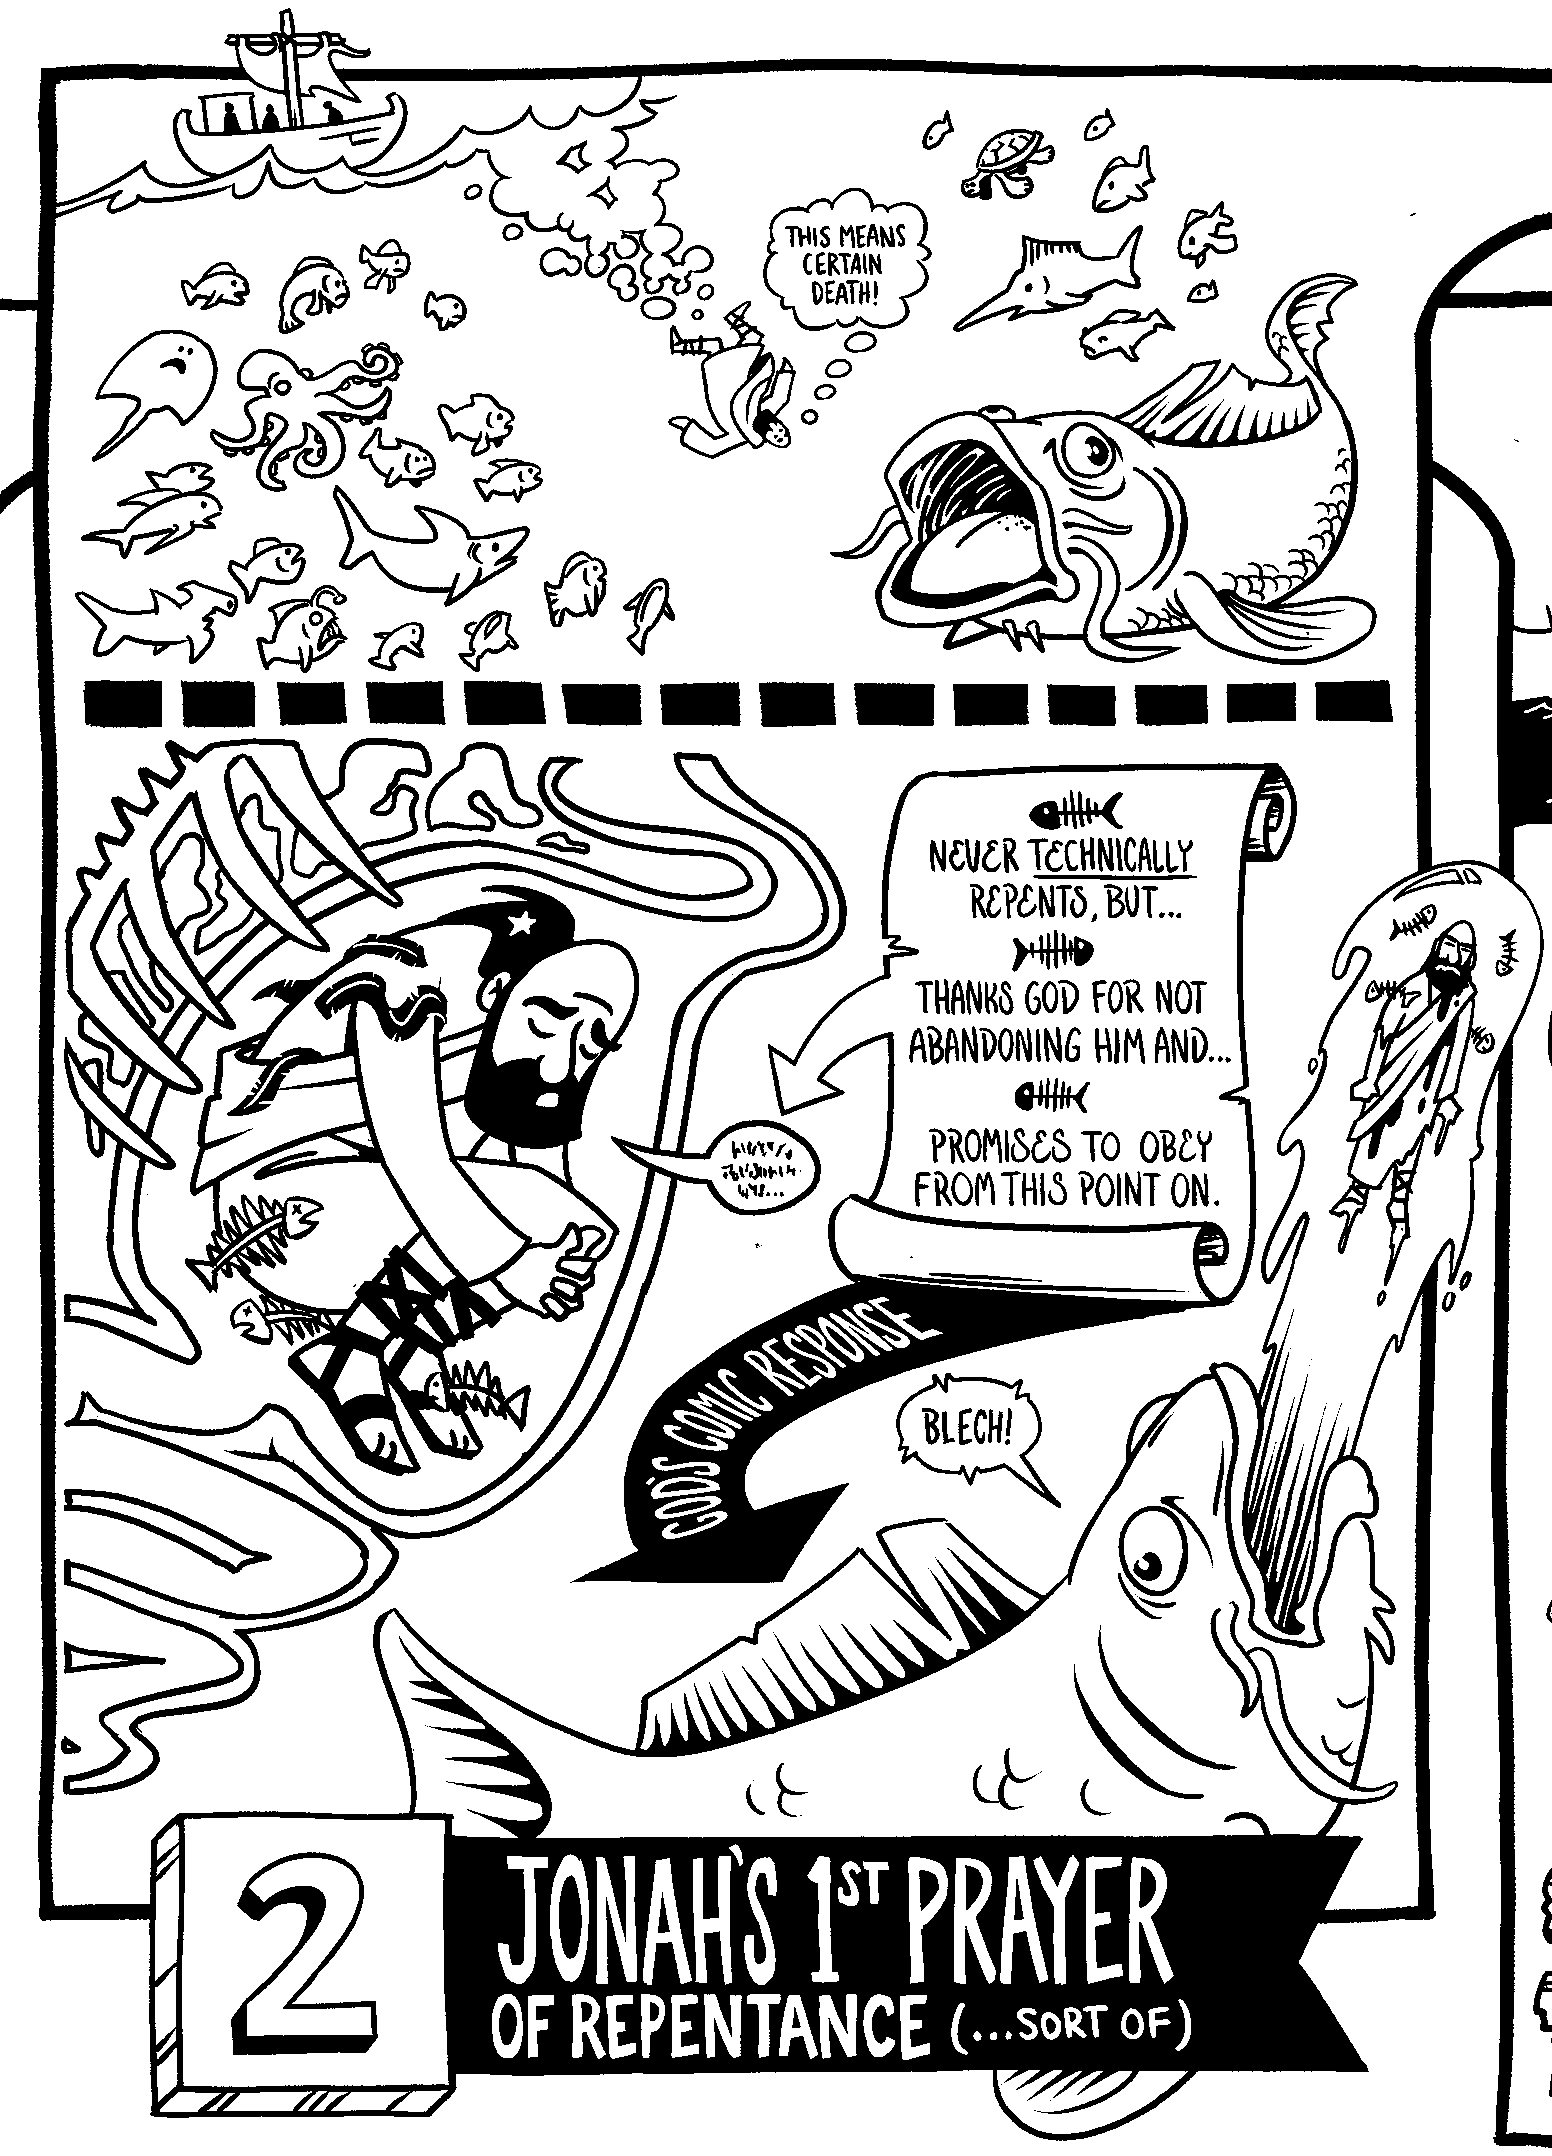 THIS MEANS
CERTAIN
DEATH!
NEVER TECHNICALLY
REPENTS, BUT...
THANKS GOD FOR NOT
ABANDONING HIM AND...
PROMISES TO OBEY
FROM THIS POINT ON.
GOD'S COMIC RESPONSE
BLECH!
2
JONAH'S 1ST PRAYER
OF REPENTANCE (...SORT OF)